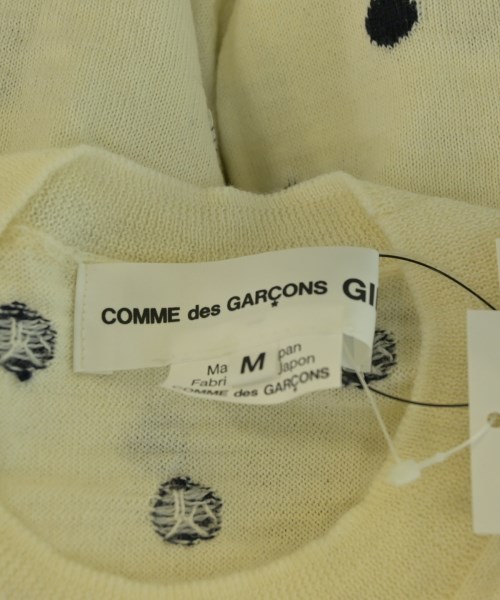 COMME des GARÇONS GI
Ma M pan
Fabri Japon
COMME des GARÇONS